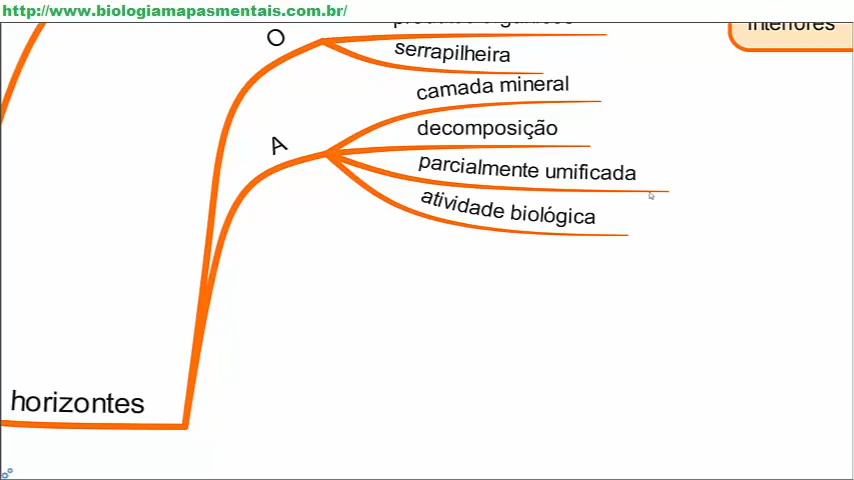 http://www.biologiamapasmentais.com.br/
O
serrapilheira
camada mineral
A
decomposição
parcialmente umificada
atividade biológica
horizontes